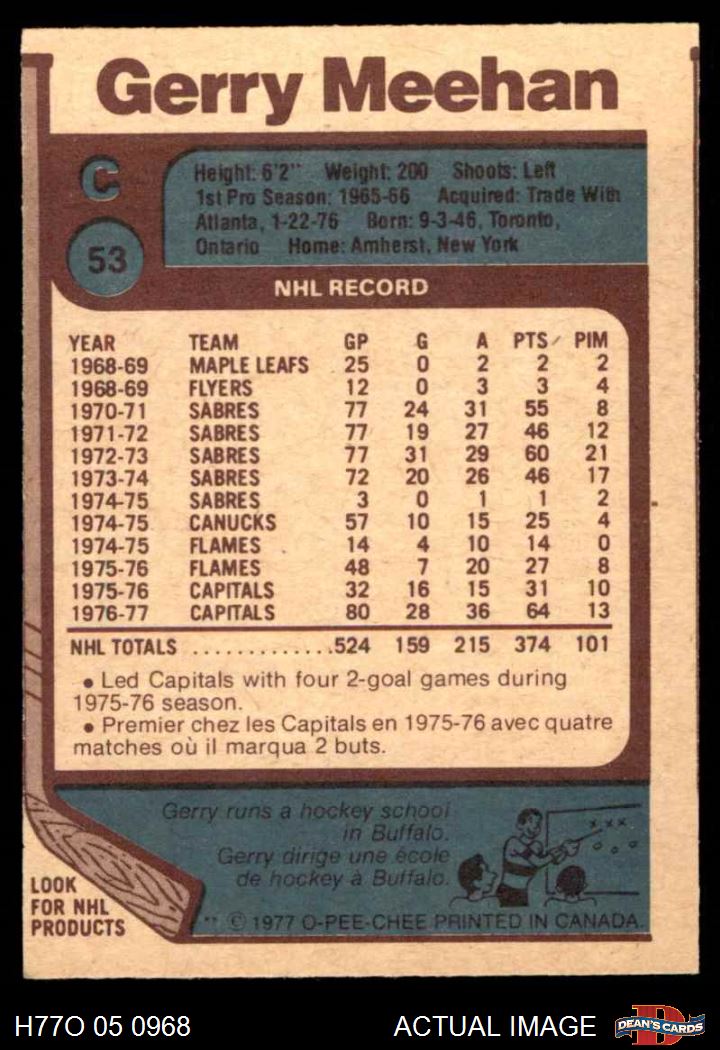 Gerry Meehan
C
Height: 6'2" Weight: 200 Shoots: Left
1st Pro Season: 1965-66 Acquired: Trade With
Atlanta, 1-22-76 Born: 9-3-46, Toronto,
Ontario Home: Amherst, New York
53
NHL RECORD
YEAR TEAM GP G A PTS PIM
1968-69 MAPLE LEAFS 25 0 2 2 2
1968-69 FLYERS 12 0 3 3 4
1970-71 SABRES 77 24 31 55 8
1971-72 SABRES 77 19 27 46 12
1972-73 SABRES 77 31 29 60 21
1973-74 SABRES 72 20 26 46 17
1974-75 SABRES 3 0 1 1 2
1974-75 CANUCKS 57 10 15 25 4
1974-75 FLAMES 14 4 10 14 0
1975-76 FLAMES 48 7 20 27 8
1975-76 CAPITALS 32 16 15 31 10
1976-77 CAPITALS 80 28 36 64 13
NHL TOTALS .............524 159 215 374 101
• Led Capitals with four 2-goal games during
1975-76 season.
• Premier chez les Capitals en 1975-76 avec quatre
matches où il marqua 2 buts.
Gerry runs a hockey school
in Buffalo.
Gerry dirige une école
de hockey à Buffalo.
LOOK
FOR NHL
PRODUCTS
** © 1977 O-PEE-CHEE PRINTED IN CANADA.
H77O 05 0968 ACTUAL IMAGE
D
DEAN'S CARDS